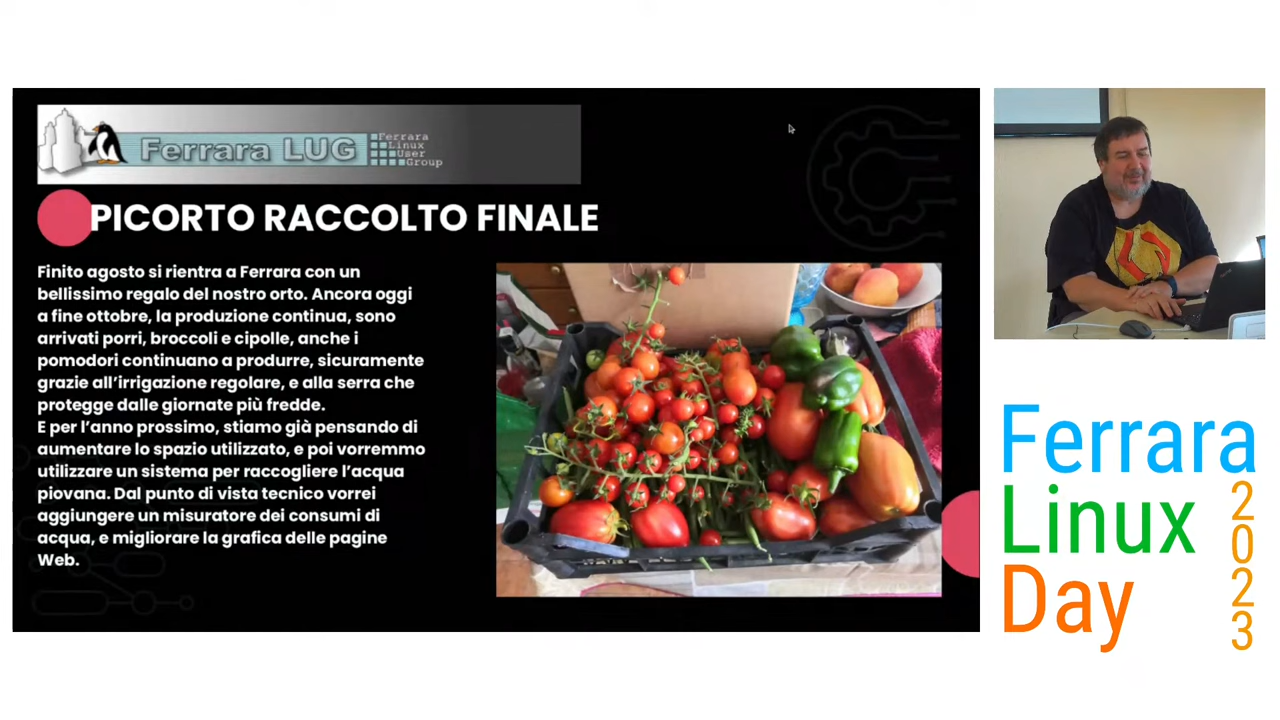 Ferrara LUG
Ferrara
Linux
User
Group
PICORTO RACCOLTO FINALE
Finito agosto si rientra a Ferrara con un
bellissimo regalo del nostro orto. Ancora oggi
a fine ottobre, la produzione continua, sono
arrivati porri, broccoli e cipolle, anche i
pomodori continuano a produrre, sicuramente
grazie all’irrigazione regolare, e alla serra che
protegge dalle giornate più fredde.
E per l’anno prossimo, stiamo già pensando di
aumentare lo spazio utilizzato, e poi vorremmo
utilizzare un sistema per raccogliere l’acqua
piovana. Dal punto di vista tecnico vorrei
aggiungere un misuratore dei consumi di
acqua, e migliorare la grafica delle pagine
Web.
Ferrara
Linux
Day
2023